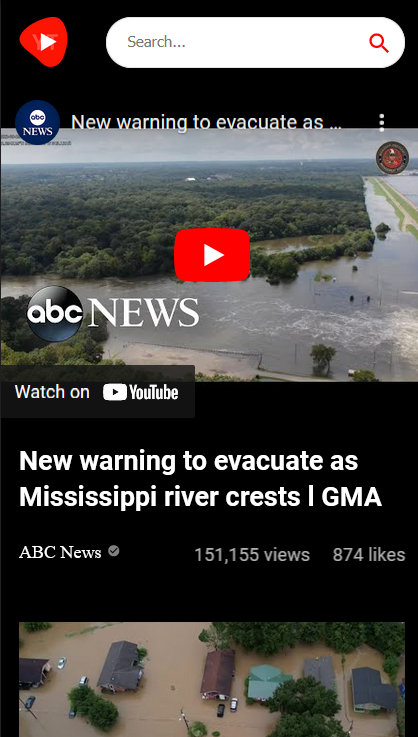 YT
Search...
abc
NEWS
New warning to evacuate as ...
abc NEWS
Watch on YouTube
New warning to evacuate as
Mississippi river crests l GMA
ABC News
151,155 views
874 likes